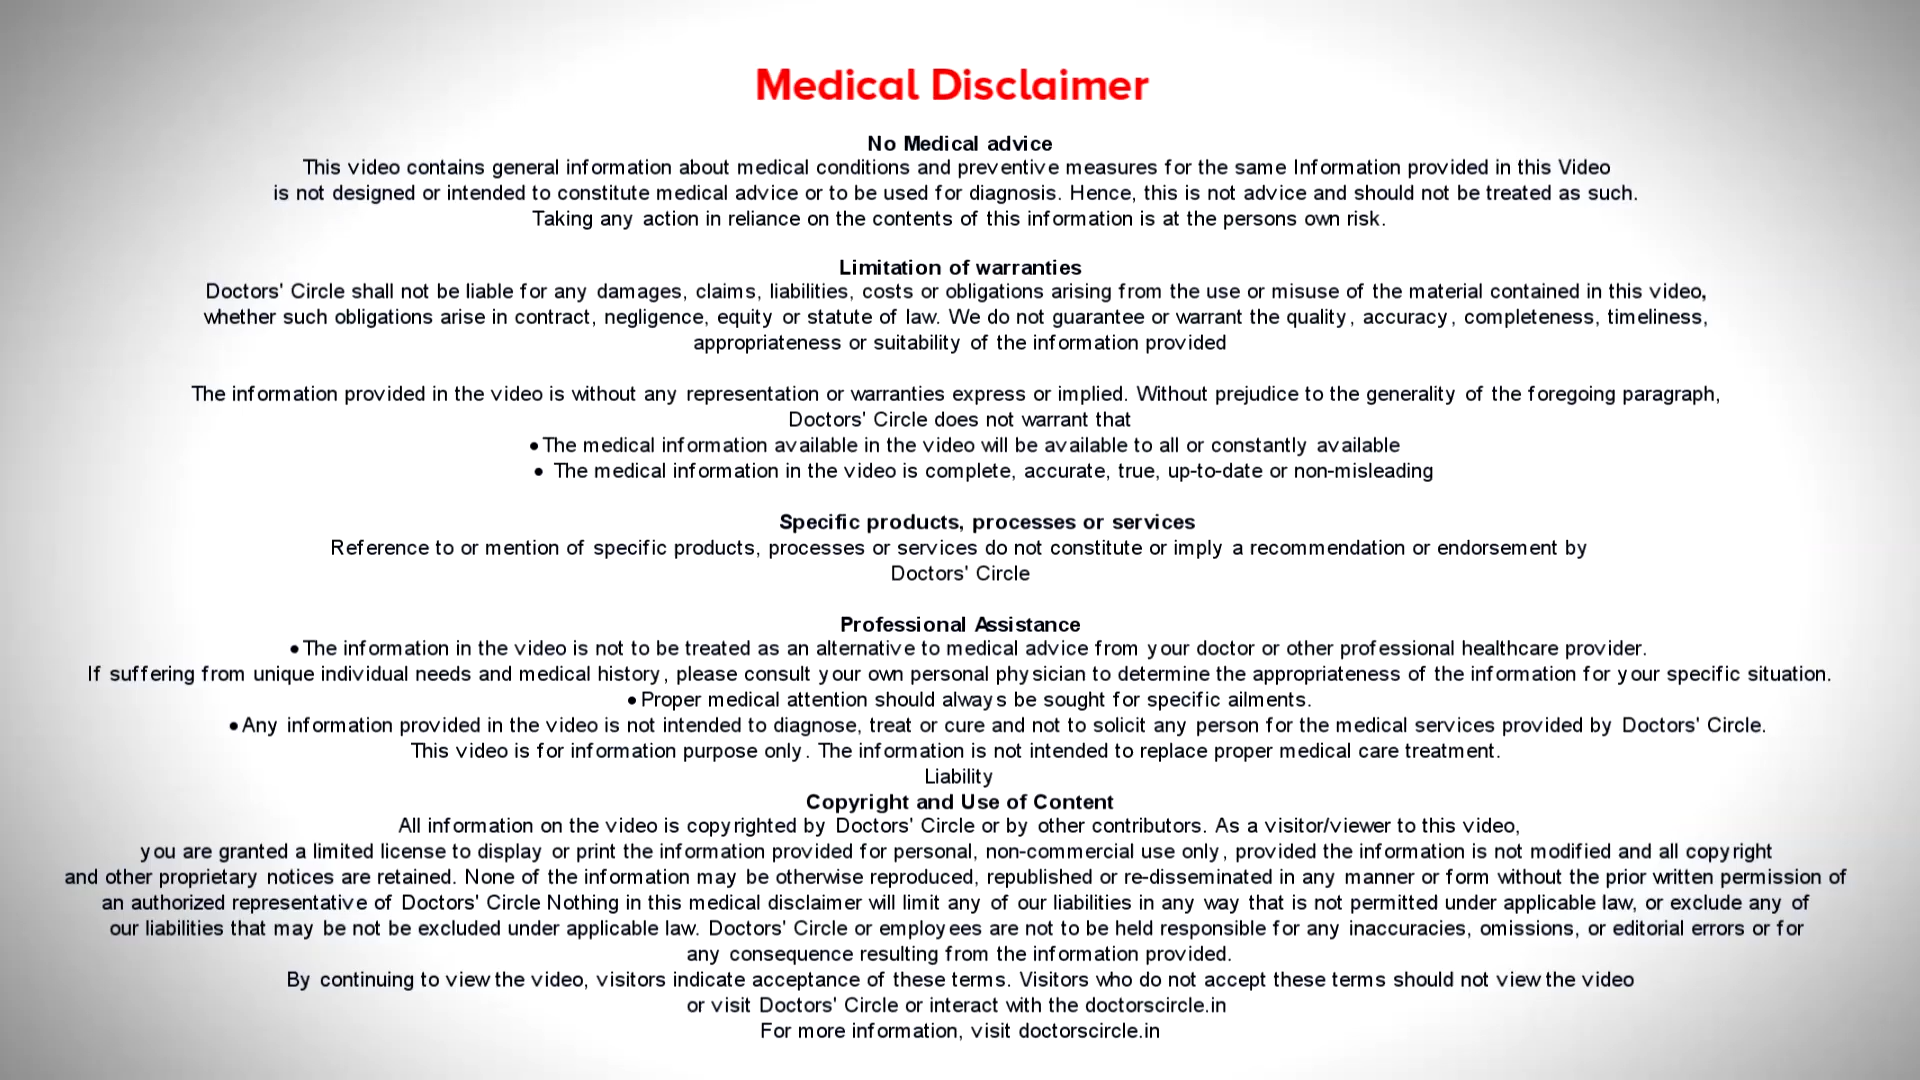 Medical Disclaimer
No Medical advice
This video contains general information about medical conditions and preventive measures for the same Information provided in this Video
is not designed or intended to constitute medical advice or to be used for diagnosis. Hence, this is not advice and should not be treated as such.
Taking any action in reliance on the contents of this information is at the persons own risk.
Limitation of warranties
Doctors' Circle shall not be liable for any damages, claims, liabilities, costs or obligations arising from the use or misuse of the material contained in this video,
whether such obligations arise in contract, negligence, equity or statute of law. We do not guarantee or warrant the quality, accuracy, completeness, timeliness,
appropriateness or suitability of the information provided
The information provided in the video is without any representation or warranties express or implied. Without prejudice to the generality of the foregoing paragraph,
Doctors' Circle does not warrant that
• The medical information available in the video will be available to all or constantly available
• The medical information in the video is complete, accurate, true, up-to-date or non-misleading
Specific products, processes or services
Reference to or mention of specific products, processes or services do not constitute or imply a recommendation or endorsement by
Doctors' Circle
Professional Assistance
• The information in the video is not to be treated as an alternative to medical advice from your doctor or other professional healthcare provider.
If suffering from unique individual needs and medical history, please consult your own personal physician to determine the appropriateness of the information for your specific situation.
• Proper medical attention should always be sought for specific ailments.
• Any information provided in the video is not intended to diagnose, treat or cure and not to solicit any person for the medical services provided by Doctors' Circle.
This video is for information purpose only. The information is not intended to replace proper medical care treatment.
Liability
Copyright and Use of Content
All information on the video is copyrighted by Doctors' Circle or by other contributors. As a visitor/viewer to this video,
you are granted a limited license to display or print the information provided for personal, non-commercial use only, provided the information is not modified and all copyright
and other proprietary notices are retained. None of the information may be otherwise reproduced, republished or re-disseminated in any manner or form without the prior written permission of
an authorized representative of Doctors' Circle Nothing in this medical disclaimer will limit any of our liabilities in any way that is not permitted under applicable law, or exclude any of
our liabilities that may be not be excluded under applicable law. Doctors' Circle or employees are not to be held responsible for any inaccuracies, omissions, or editorial errors or for
any consequence resulting from the information provided.
By continuing to view the video, visitors indicate acceptance of these terms. Visitors who do not accept these terms should not view the video
or visit Doctors' Circle or interact with the doctorscircle.in
For more information, visit doctorscircle.in